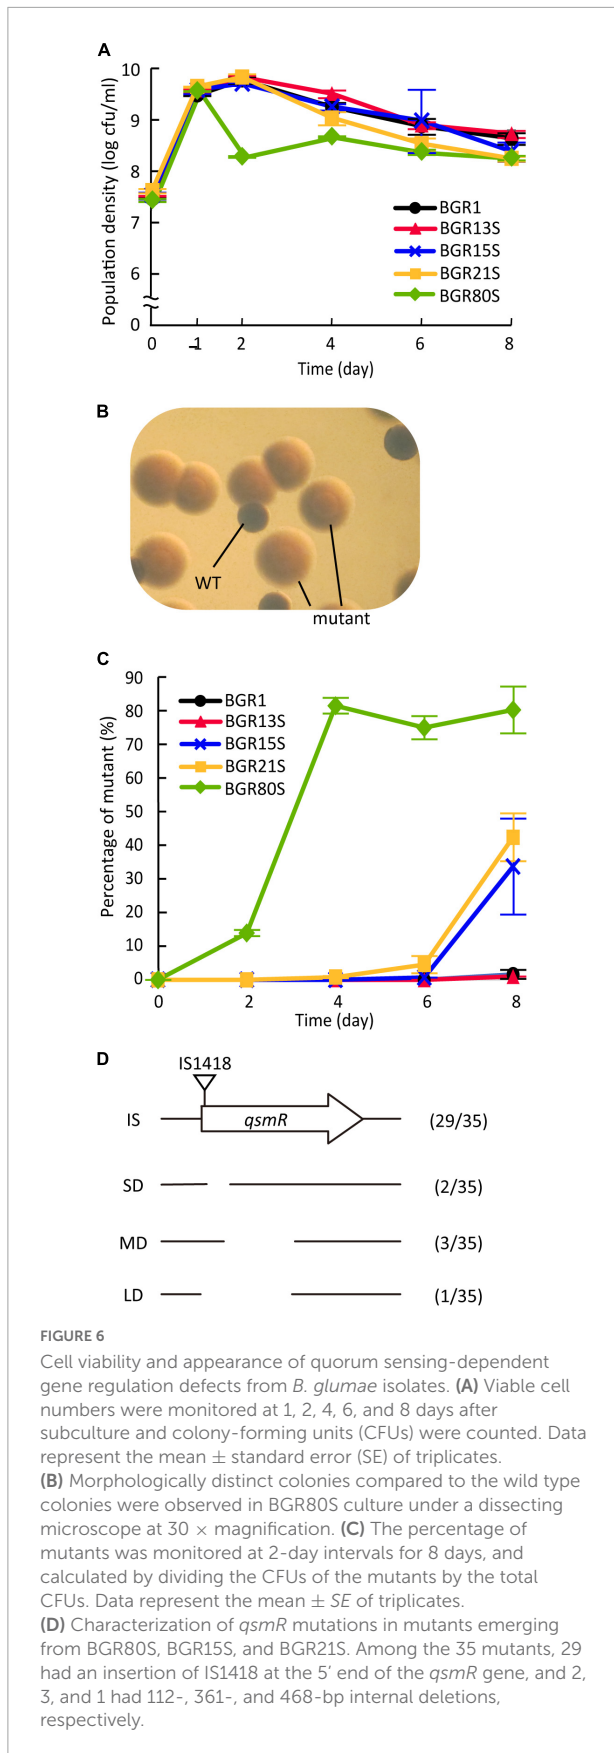 A
Population density (log cfu/ml)
10
9
8
7
6
0
BGR1
BGR13S
BGR15S
BGR21S
BGR80S
0 1 2 4 6 8
Time (day)
B
WT
mutant
C
Percentage of mutant (%)
90
80
70
60
50
40
30
20
10
0
BGR1
BGR13S
BGR15S
BGR21S
BGR80S
0 2 4 6 8
Time (day)
D
IS1418
IS qsmR (29/35)
SD (2/35)
MD (3/35)
LD (1/35)
FIGURE 6
Cell viability and appearance of quorum sensing-dependent
gene regulation defects from B. glumae isolates. (A) Viable cell
numbers were monitored at 1, 2, 4, 6, and 8 days after
subculture and colony-forming units (CFUs) were counted. Data
represent the mean ± standard error (SE) of triplicates.
(B) Morphologically distinct colonies compared to the wild type
colonies were observed in BGR80S culture under a dissecting
microscope at 30 × magnification. (C) The percentage of
mutants was monitored at 2-day intervals for 8 days, and
calculated by dividing the CFUs of the mutants by the total
CFUs. Data represent the mean ± SE of triplicates.
(D) Characterization of qsmR mutations in mutants emerging
from BGR80S, BGR15S, and BGR21S. Among the 35 mutants, 29
had an insertion of IS1418 at the 5′ end of the qsmR gene, and 2,
3, and 1 had 112-, 361-, and 468-bp internal deletions,
respectively.